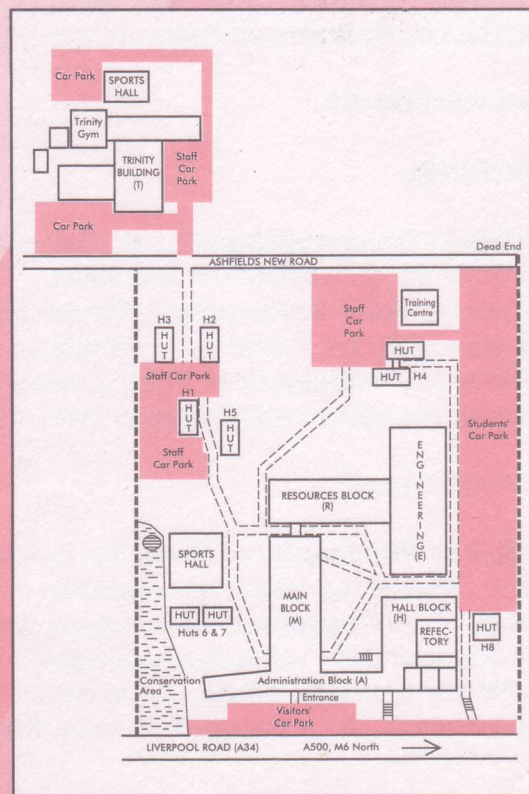 Car Park
SPORTS
HALL
Trinity
Gym
TRINITY
BUILDING
(T)
Staff
Car
Park
Car Park
Dead End
ASHFIELDS NEW ROAD
H3
HUT
H2
HUT
Staff
Car
Park
Training
Centre
HUT
HUT
H4
Staff Car Park
H1
HUT
H5
HUT
Staff
Car Park
Students'
Car Park
ENGINEERING(E)
RESOURCES BLOCK
(R)
SPORTS
HALL
MAIN
BLOCK
(M)
HALL BLOCK
(H)
REFEC-
TORY
HUT
HUT
Huts 6 & 7
HUT
H8
Conservation
Area
Administration Block (A)
Entrance
Visitors'
Car Park
LIVERPOOL ROAD (A34)
A500, M6 North